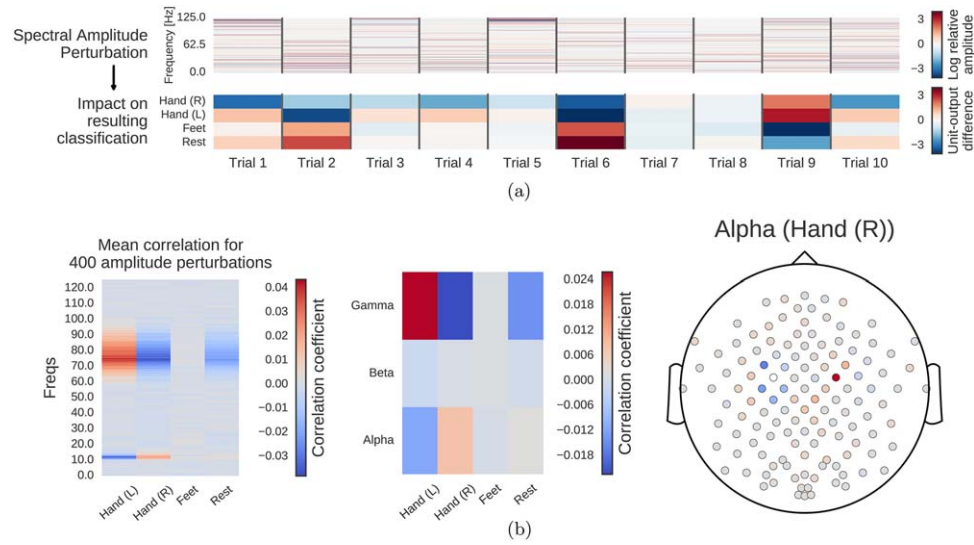 Spectral Amplitude
Perturbation
Impact on
resulting
classification
Frequency [Hz]
125.0
62.5
0.0
3
0
−3
Log relative
amplitude
Hand (R)
Hand (L)
Feet
Rest
3
0
−3
Unit-output
difference
Trial 1
Trial 2
Trial 3
Trial 4
Trial 5
Trial 6
Trial 7
Trial 8
Trial 9
Trial 10
(a)
Mean correlation for
400 amplitude perturbations
Freqs
120.0
110.0
100.0
90.0
80.0
70.0
60.0
50.0
40.0
30.0
20.0
10.0
0.0
Hand (L)
Hand (R)
Feet
Rest
0.04
0.03
0.02
0.01
0.00
−0.01
−0.02
−0.03
Correlation coefficient
Gamma
Beta
Alpha
Hand (L)
Hand (R)
Feet
Rest
0.024
0.018
0.012
0.006
0.000
−0.006
−0.012
−0.018
Correlation coefficient
Alpha (Hand (R))
(b)